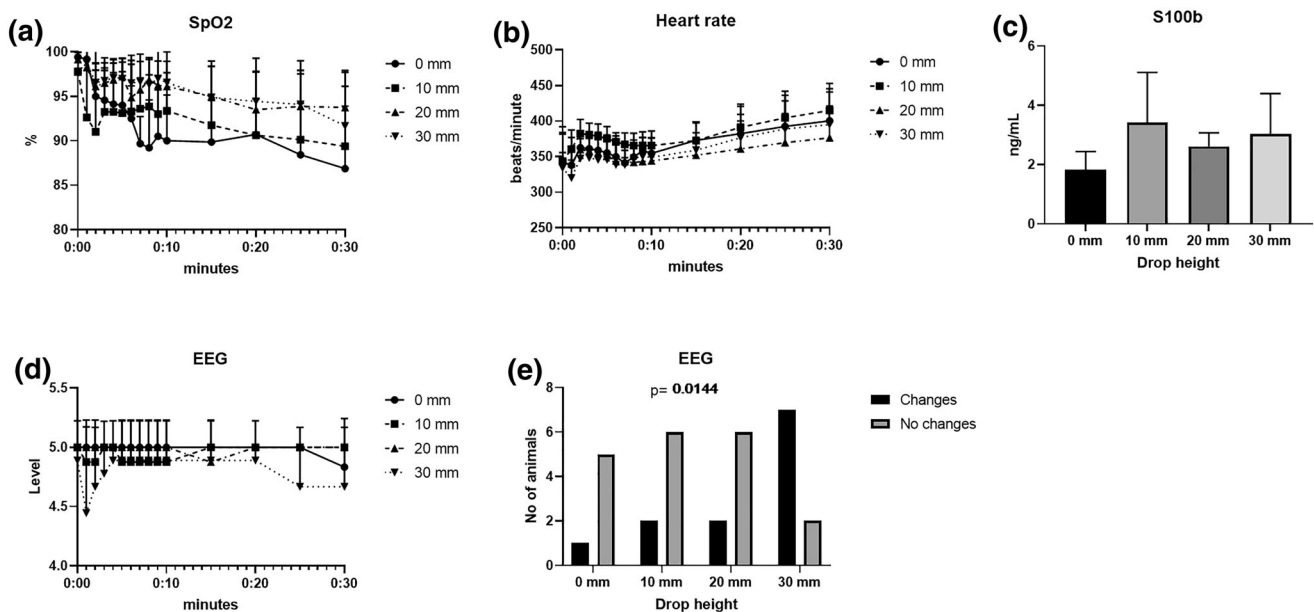 (a)
SpO2
100
95
90
85
80
%
0:00 0:10 0:20 0:30
minutes
0 mm
10 mm
20 mm
30 mm
(b)
Heart rate
500
450
400
350
300
250
beats/minute
0:00 0:10 0:20 0:30
minutes
0 mm
10 mm
20 mm
30 mm
(c)
S100b
6
4
2
0
ng/mL
0 mm 10 mm 20 mm 30 mm
Drop height
(d)
EEG
5.5
5.0
4.5
4.0
Level
0:00 0:10 0:20 0:30
minutes
0 mm
10 mm
20 mm
30 mm
(e)
EEG
p= 0.0144
8
6
4
2
0
No of animals
0 mm 10 mm 20 mm 30 mm
Drop height
Changes
No changes